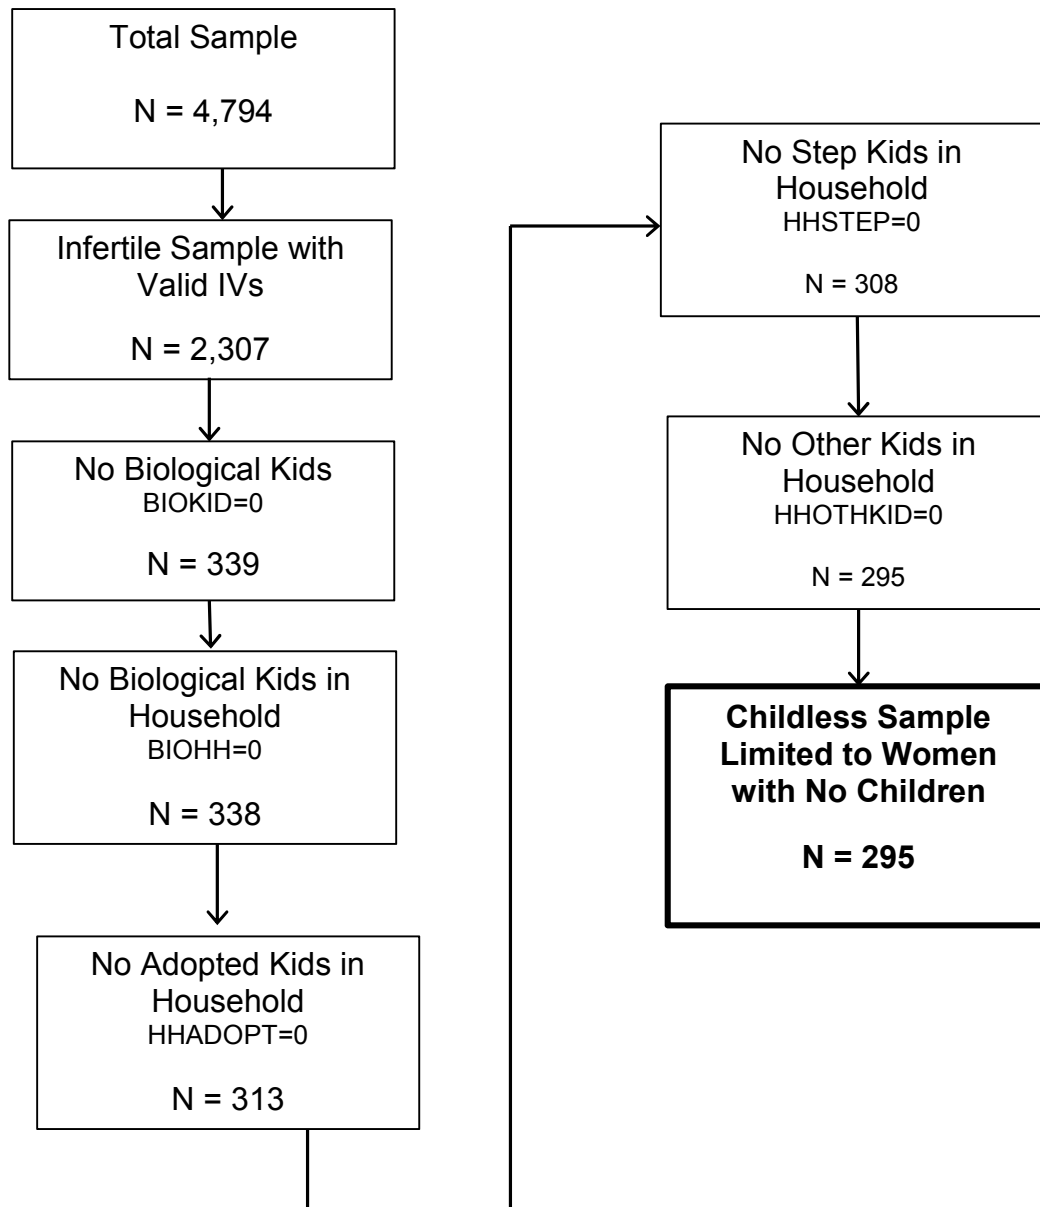 Total Sample
N = 4,794
Infertile Sample with
Valid IVs
N = 2,307
No Biological Kids
BIOKID=0
N = 339
No Biological Kids in
Household
BIOHH=0
N = 338
No Adopted Kids in
Household
HHADOPT=0
N = 313
No Step Kids in
Household
HHSTEP=0
N = 308
No Other Kids in
Household
HHOTHKID=0
N = 295
Childless Sample
Limited to Women
with No Children
N = 295